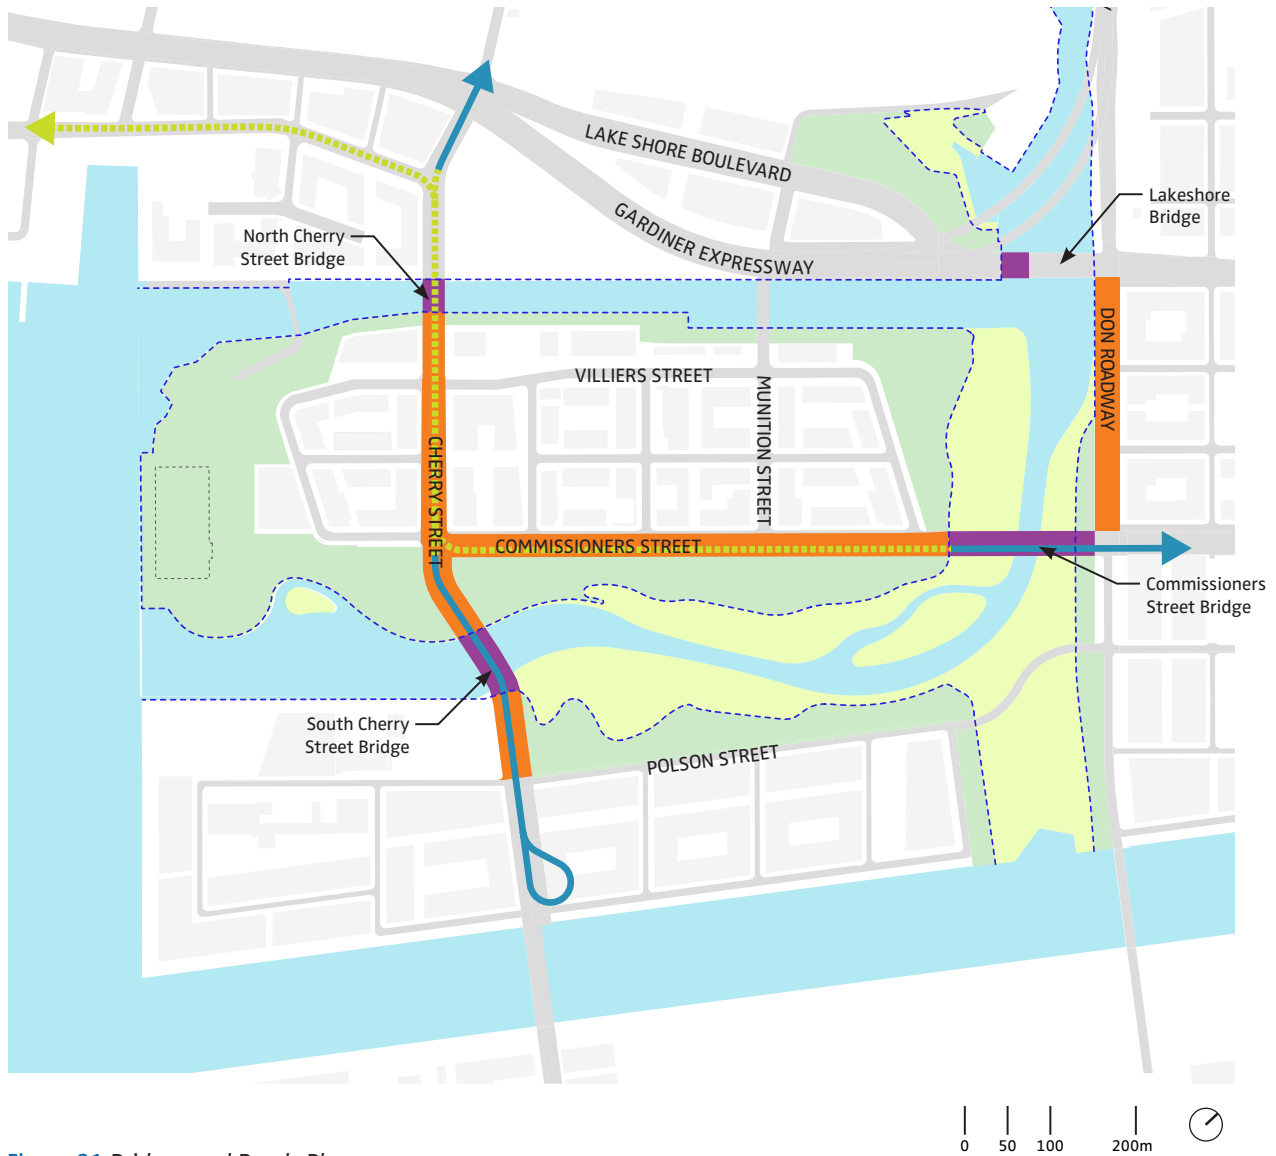 LAKE SHORE BOULEVARD
Lakeshore
Bridge
GARDINER EXPRESSWAY
North Cherry
Street Bridge
DON ROADWAY
VILLIERS STREET
MUNITION STREET
CHERRY STREET
COMMISSIONERS STREET
Commissioners
Street Bridge
South Cherry
Street Bridge
POLSON STREET
0 50 100 200m